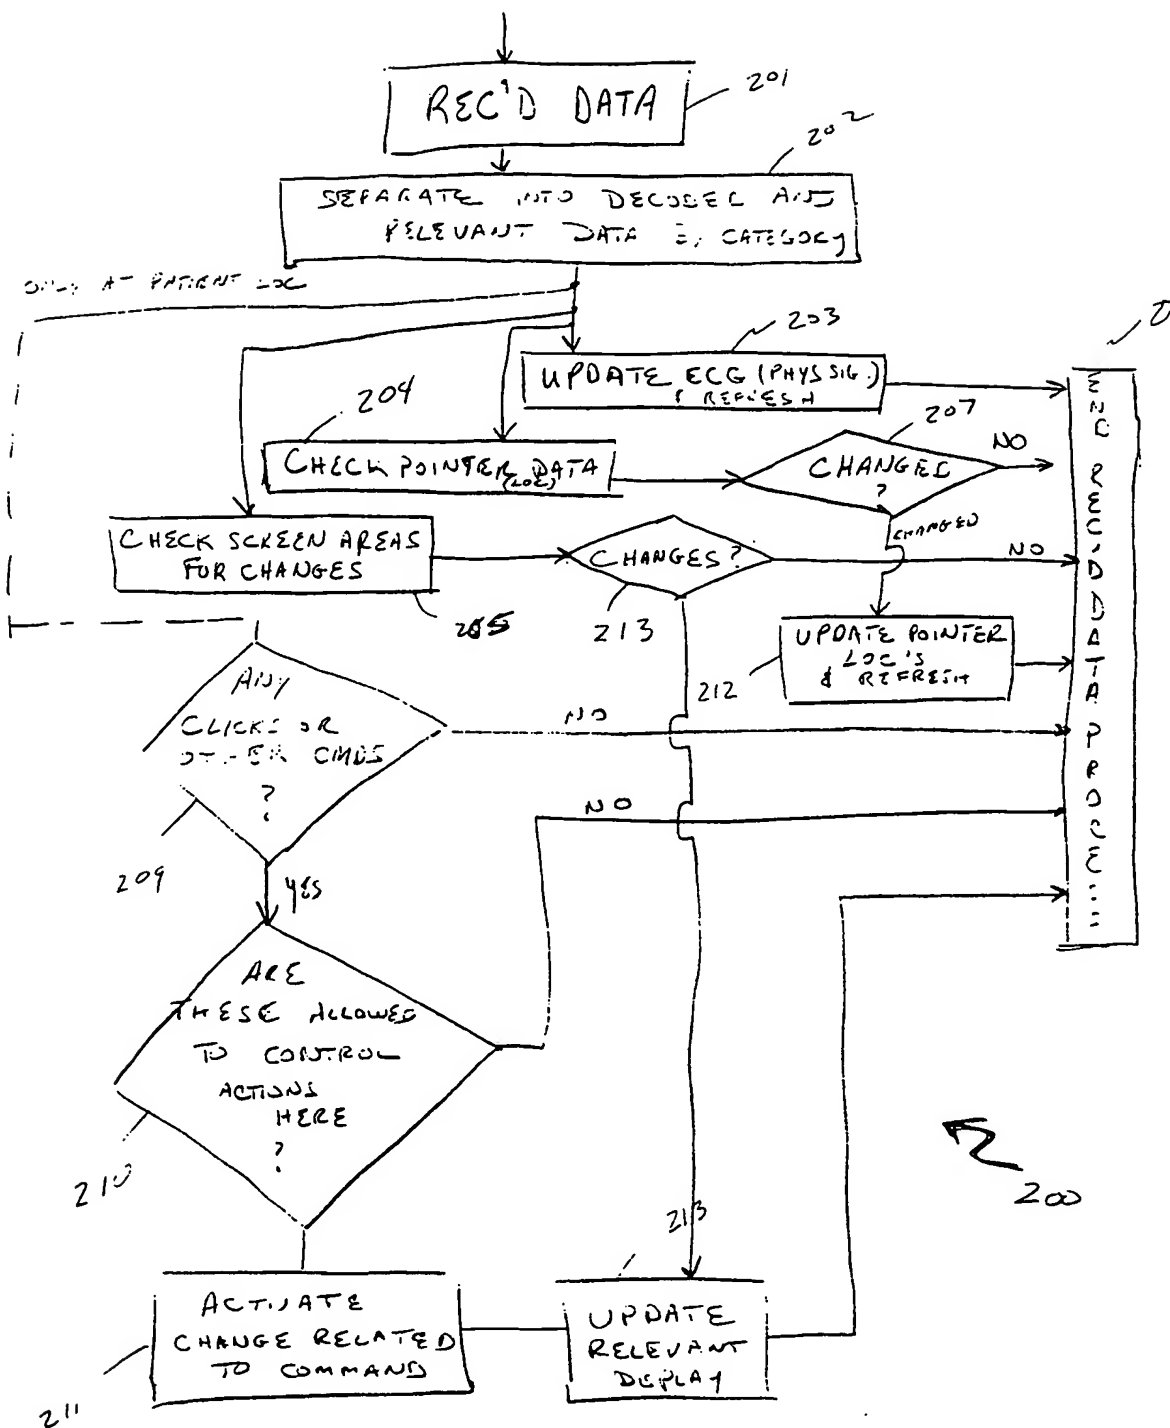 REC'D DATA
201
202
SEPARATE INTO DECODED AND
RELEVANT DATA BY CATEGORY
ONLY AT PATIENT LOC
203
UPDATE ECG (PHYS SIG.)
& REFRESH
204
207
CHECK POINTER DATA
(LOC)
CHANGES
?
NO
CHANGED
CHECK SCREEN AREAS
FOR CHANGES
205
CHANGES?
NO
213
UPDATE POINTER
LOC'S
& REFRESH
212
END REC'D DATA PROCESS
ANY
CLICKS OR
OTHER CMDS
?
NO
209
YES
NO
ARE
THESE ALLOWED
TO CONTROL
ACTIONS
HERE
?
210
200
213
ACTIVATE
CHANGE RELATED
TO COMMAND
211
UPDATE
RELEVANT
DISPLAY